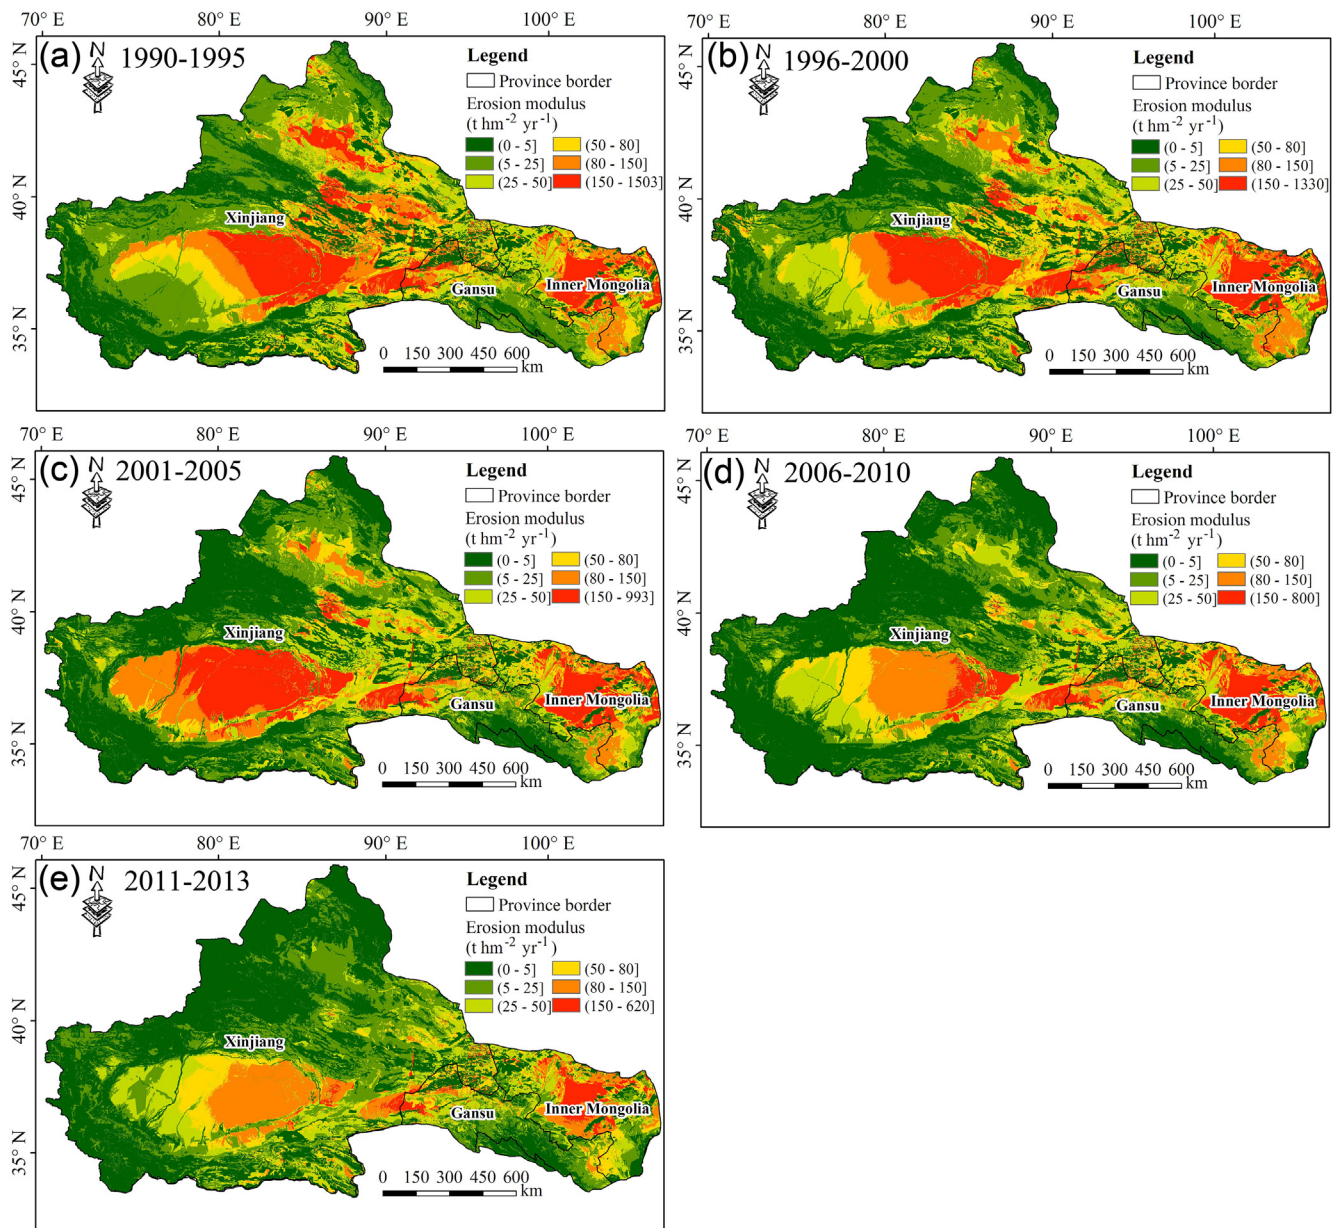 70° E 80° E 90° E 100° E
45° N
40° N
35° N
(a) N 1990-1995
Legend
Province border
Erosion modulus
(t hm-2 yr-1)
(0 - 5] (50 - 80]
(5 - 25] (80 - 150]
(25 - 50] (150 - 1503]
Xinjiang
Gansu
Inner Mongolia
0 150 300 450 600
km
70° E 80° E 90° E 100° E
45° N
40° N
35° N
(b) N 1996-2000
Legend
Province border
Erosion modulus
(t hm-2 yr-1)
(0 - 5] (50 - 80]
(5 - 25] (80 - 150]
(25 - 50] (150 - 1330]
Xinjiang
Gansu
Inner Mongolia
0 150 300 450 600
km
70° E 80° E 90° E 100° E
45° N
40° N
35° N
(c) N 2001-2005
Legend
Province border
Erosion modulus
(t hm-2 yr-1)
(0 - 5] (50 - 80]
(5 - 25] (80 - 150]
(25 - 50] (150 - 993]
Xinjiang
Gansu
Inner Mongolia
0 150 300 450 600
km
70° E 80° E 90° E 100° E
45° N
40° N
35° N
(d) N 2006-2010
Legend
Province border
Erosion modulus
(t hm-2 yr-1)
(0 - 5] (50 - 80]
(5 - 25] (80 - 150]
(25 - 50] (150 - 800]
Xinjiang
Gansu
Inner Mongolia
0 150 300 450 600
km
70° E 80° E 90° E 100° E
45° N
40° N
35° N
(e) N 2011-2013
Legend
Province border
Erosion modulus
(t hm-2 yr-1)
(0 - 5] (50 - 80]
(5 - 25] (80 - 150]
(25 - 50] (150 - 620]
Xinjiang
Gansu
Inner Mongolia
0 150 300 450 600
km